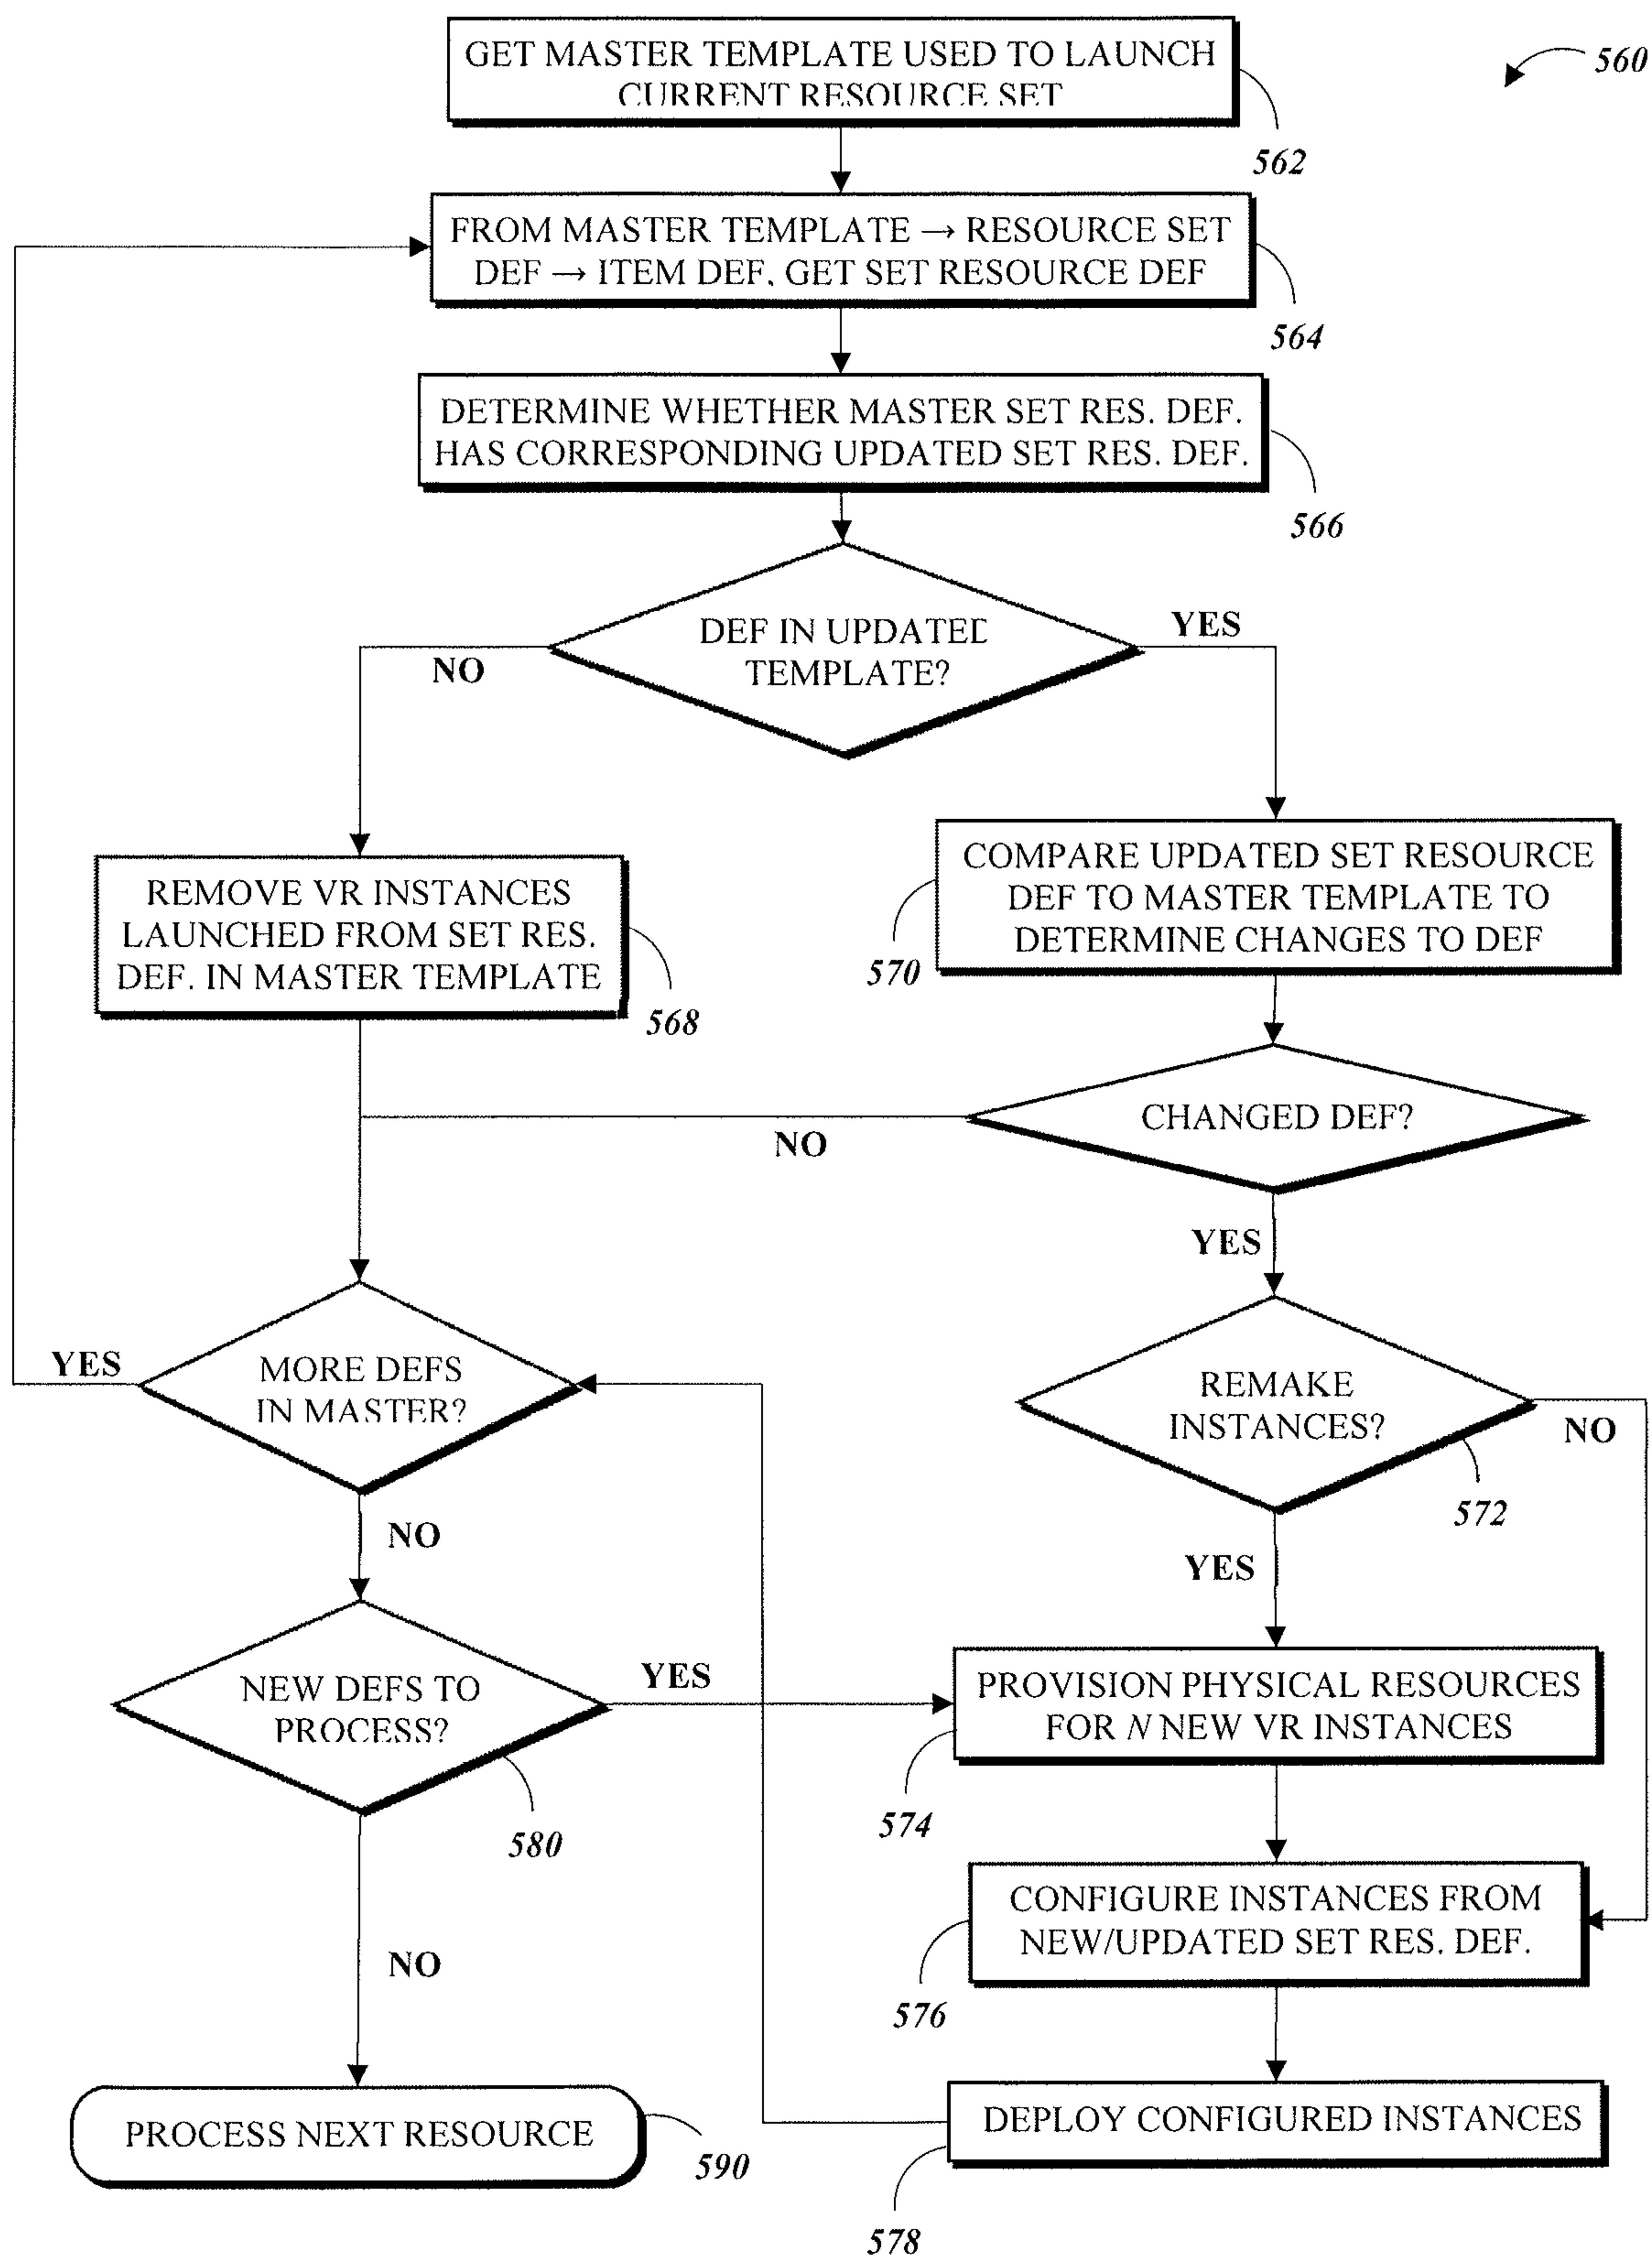 GET MASTER TEMPLATE USED TO LAUNCH
CURRENT RESOURCE SET
560
562
FROM MASTER TEMPLATE → RESOURCE SET
DEF → ITEM DEF, GET SET RESOURCE DEF
564
DETERMINE WHETHER MASTER SET RES. DEF.
HAS CORRESPONDING UPDATED SET RES. DEF.
566
DEF IN UPDATED
TEMPLATE?
NO
YES
REMOVE VR INSTANCES
LAUNCHED FROM SET RES.
DEF. IN MASTER TEMPLATE
568
COMPARE UPDATED SET RESOURCE
DEF TO MASTER TEMPLATE TO
DETERMINE CHANGES TO DEF
570
CHANGED DEF?
NO
YES
MORE DEFS
IN MASTER?
YES
NO
REMAKE
INSTANCES?
NO
572
YES
NEW DEFS TO
PROCESS?
YES
580
NO
PROVISION PHYSICAL RESOURCES
FOR N NEW VR INSTANCES
574
CONFIGURE INSTANCES FROM
NEW/UPDATED SET RES. DEF.
576
PROCESS NEXT RESOURCE
590
DEPLOY CONFIGURED INSTANCES
578